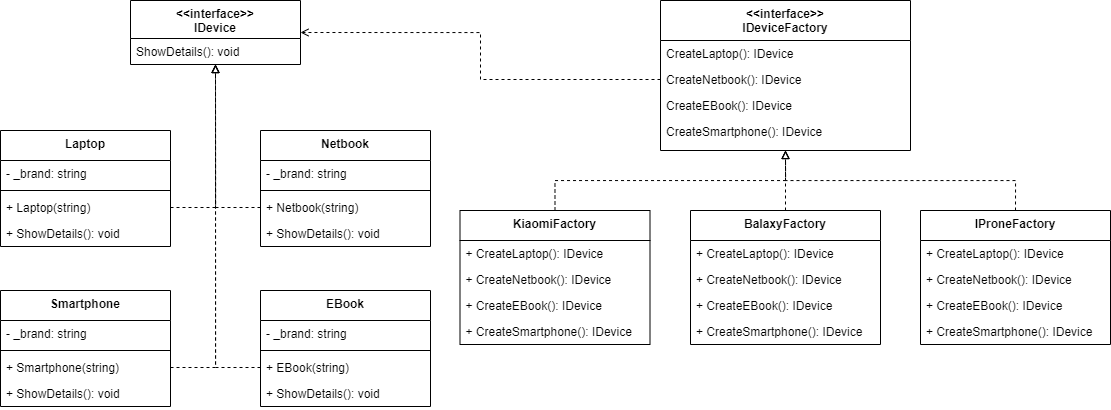 <<interface>>
IDevice
ShowDetails(): void
<<interface>>
IDeviceFactory
CreateLaptop(): IDevice
CreateNetbook(): IDevice
CreateEBook(): IDevice
CreateSmartphone(): IDevice
Laptop
- _brand: string
+ Laptop(string)
+ ShowDetails(): void
Netbook
- _brand: string
+ Netbook(string)
+ ShowDetails(): void
Smartphone
- _brand: string
+ Smartphone(string)
+ ShowDetails(): void
EBook
- _brand: string
+ EBook(string)
+ ShowDetails(): void
KiaomiFactory
+ CreateLaptop(): IDevice
+ CreateNetbook(): IDevice
+ CreateEBook(): IDevice
+ CreateSmartphone(): IDevice
BalaxyFactory
+ CreateLaptop(): IDevice
+ CreateNetbook(): IDevice
+ CreateEBook(): IDevice
+ CreateSmartphone(): IDevice
IProneFactory
+ CreateLaptop(): IDevice
+ CreateNetbook(): IDevice
+ CreateEBook(): IDevice
+ CreateSmartphone(): IDevice